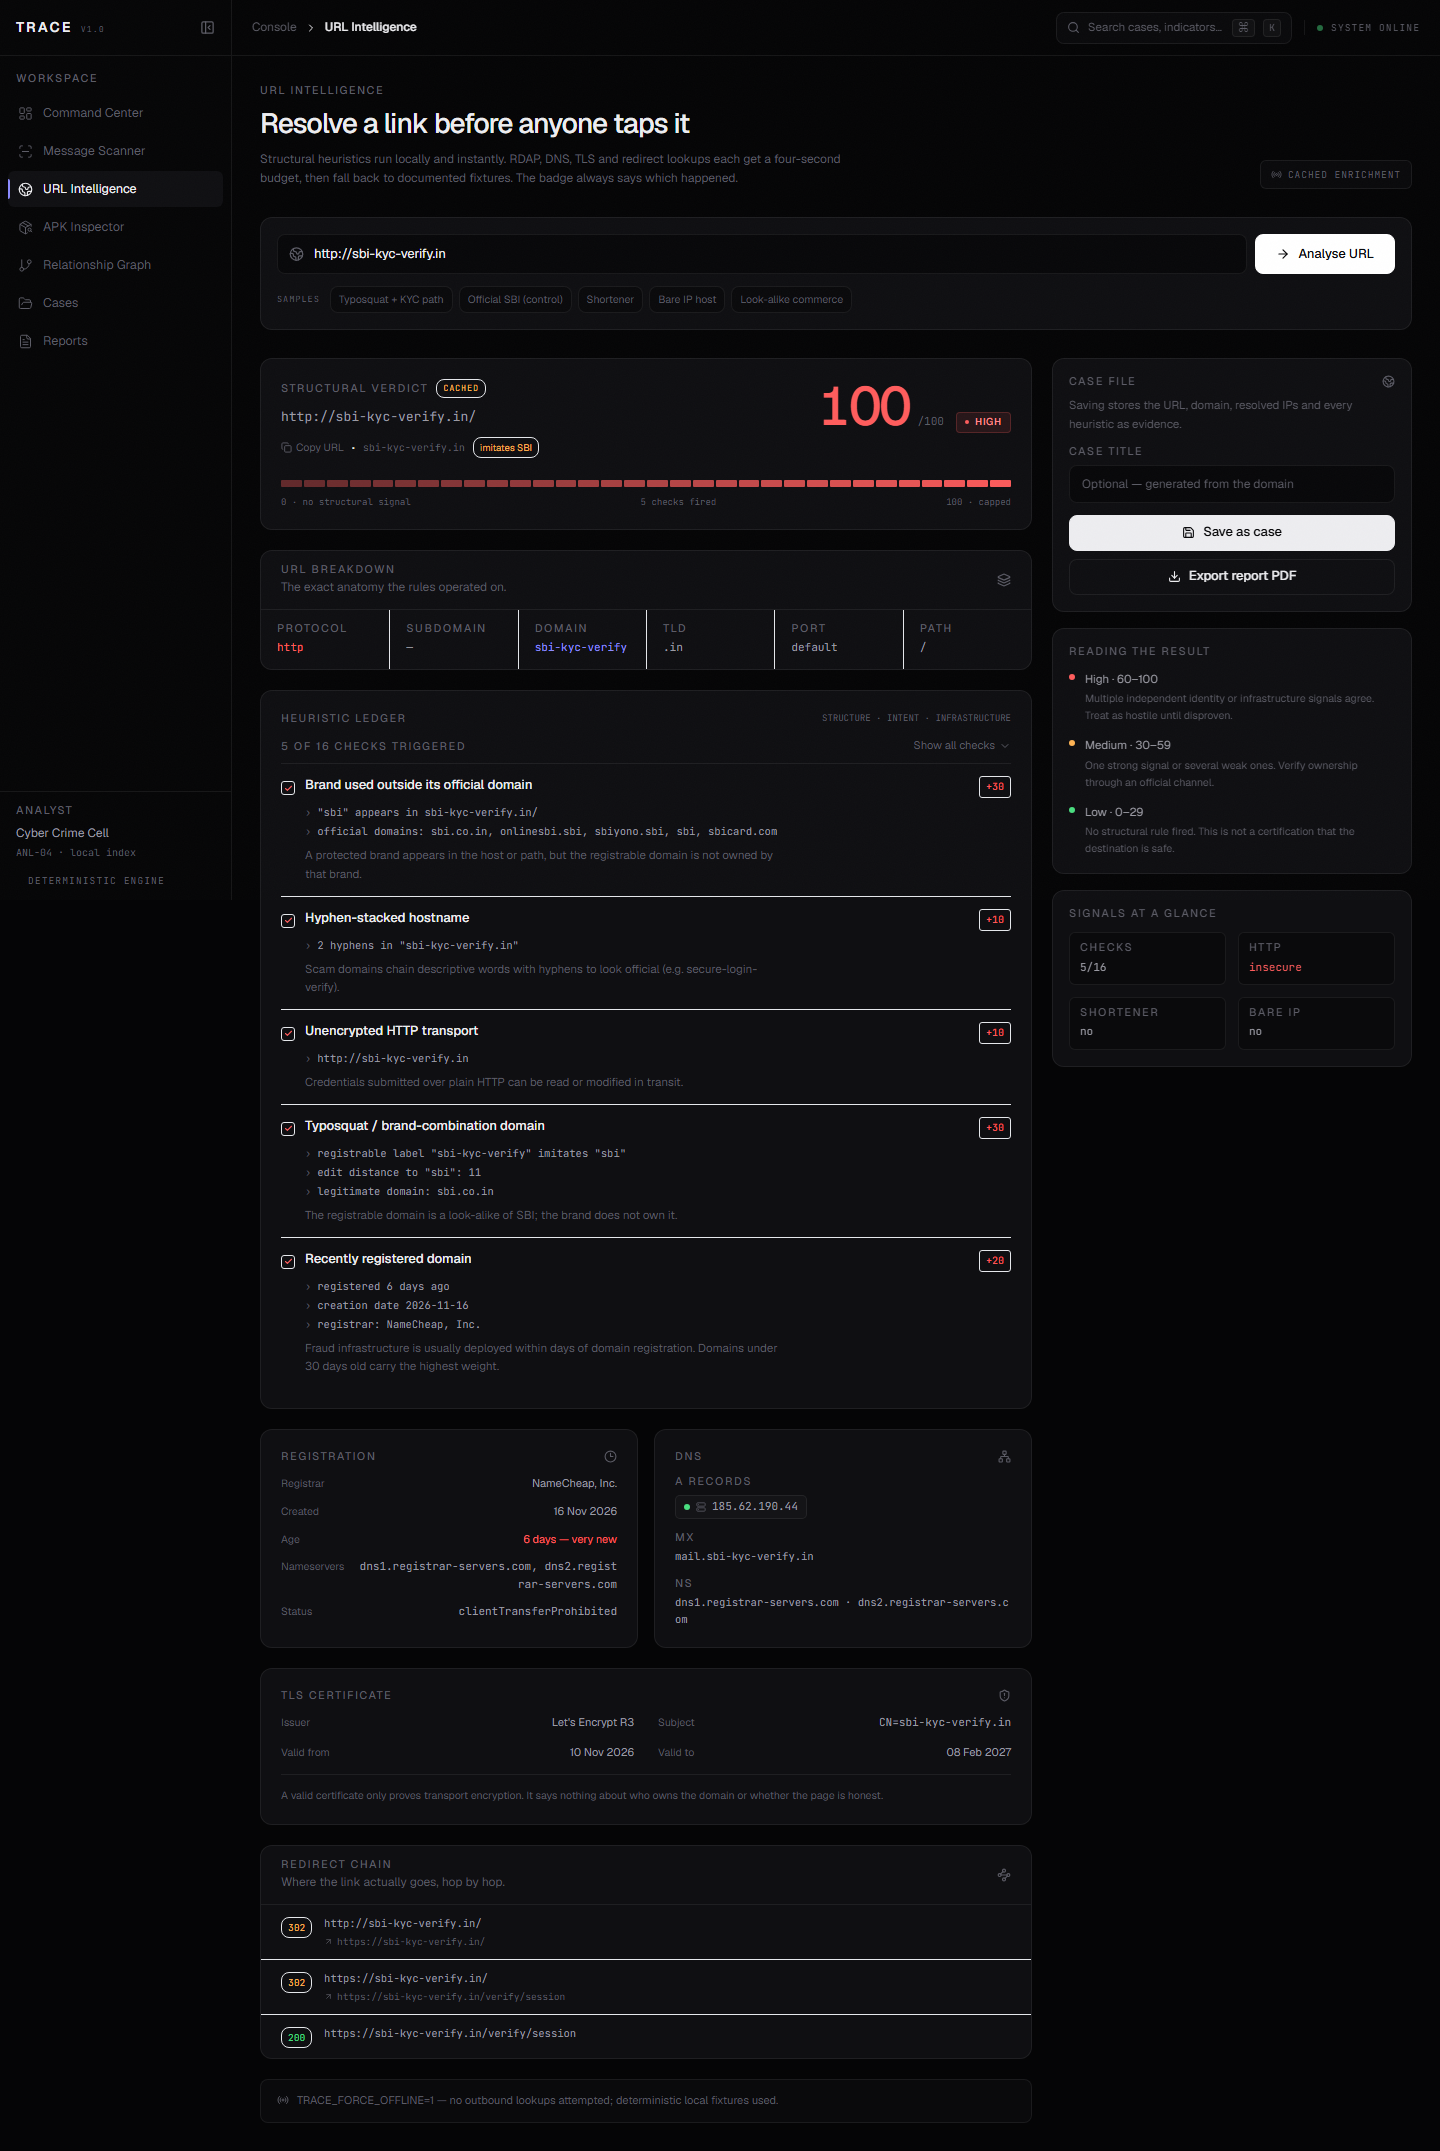 TRACE V1.0
WORKSPACE
Command Center
Message Scanner
URL Intelligence
APK Inspector
Relationship Graph
Cases
Reports
ANALYST
Cyber Crime Cell
ANL-04 · local index
DETERMINISTIC ENGINE
Console > URL Intelligence
Search cases, indicators... ⌘ K
SYSTEM ONLINE
URL INTELLIGENCE
Resolve a link before anyone taps it
Structural heuristics run locally and instantly. RDAP, DNS, TLS and redirect lookups each get a four-second
budget, then fall back to documented fixtures. The badge always says which happened.
CACHED ENRICHMENT
http://sbi-kyc-verify.in
Analyse URL
SAMPLES Typosquat + KYC path Official SBI (control) Shortener Bare IP host Look-alike commerce
STRUCTURAL VERDICT CACHED
http://sbi-kyc-verify.in/
Copy URL • sbi-kyc-verify.in imitates SBI
100 /100 HIGH
0 · no structural signal 5 checks fired 100 · capped
URL BREAKDOWN
The exact anatomy the rules operated on.
PROTOCOL SUBDOMAIN DOMAIN TLD PORT PATH
http — sbi-kyc-verify .in default /
HEURISTIC LEDGER STRUCTURE · INTENT · INFRASTRUCTURE
5 OF 16 CHECKS TRIGGERED Show all checks
Brand used outside its official domain +30
› "sbi" appears in sbi-kyc-verify.in/
› official domains: sbi.co.in, onlinesbi.sbi, sbiyono.sbi, sbi, sbicard.com
A protected brand appears in the host or path, but the registrable domain is not owned by
that brand.
Hyphen-stacked hostname +10
› 2 hyphens in "sbi-kyc-verify.in"
Scam domains chain descriptive words with hyphens to look official (e.g. secure-login-
verify).
Unencrypted HTTP transport +10
› http://sbi-kyc-verify.in
Credentials submitted over plain HTTP can be read or modified in transit.
Typosquat / brand-combination domain +30
› registrable label "sbi-kyc-verify" imitates "sbi"
› edit distance to "sbi": 11
› legitimate domain: sbi.co.in
The registrable domain is a look-alike of SBI; the brand does not own it.
Recently registered domain +20
› registered 6 days ago
› creation date 2026-11-16
› registrar: NameCheap, Inc.
Fraud infrastructure is usually deployed within days of domain registration. Domains under
30 days old carry the highest weight.
REGISTRATION
Registrar NameCheap, Inc.
Created 16 Nov 2026
Age 6 days — very new
Nameservers dns1.registrar-servers.com, dns2.regist
rar-servers.com
Status clientTransferProhibited
DNS
A RECORDS
185.62.190.44
MX
mail.sbi-kyc-verify.in
NS
dns1.registrar-servers.com · dns2.registrar-servers.c
om
TLS CERTIFICATE
Issuer Let's Encrypt R3 Subject CN=sbi-kyc-verify.in
Valid from 10 Nov 2026 Valid to 08 Feb 2027
A valid certificate only proves transport encryption. It says nothing about who owns the domain or whether the page is honest.
REDIRECT CHAIN
Where the link actually goes, hop by hop.
302 http://sbi-kyc-verify.in/
↗ https://sbi-kyc-verify.in/
302 https://sbi-kyc-verify.in/
↗ https://sbi-kyc-verify.in/verify/session
200 https://sbi-kyc-verify.in/verify/session
TRACE_FORCE_OFFLINE=1 — no outbound lookups attempted; deterministic local fixtures used.
CASE FILE
Saving stores the URL, domain, resolved IPs and every
heuristic as evidence.
CASE TITLE
Optional — generated from the domain
Save as case
Export report PDF
READING THE RESULT
High · 60–100
Multiple independent identity or infrastructure signals agree.
Treat as hostile until disproven.
Medium · 30–59
One strong signal or several weak ones. Verify ownership
through an official channel.
Low · 0–29
No structural rule fired. This is not a certification that the
destination is safe.
SIGNALS AT A GLANCE
CHECKS HTTP
5/16 insecure
SHORTENER BARE IP
no no